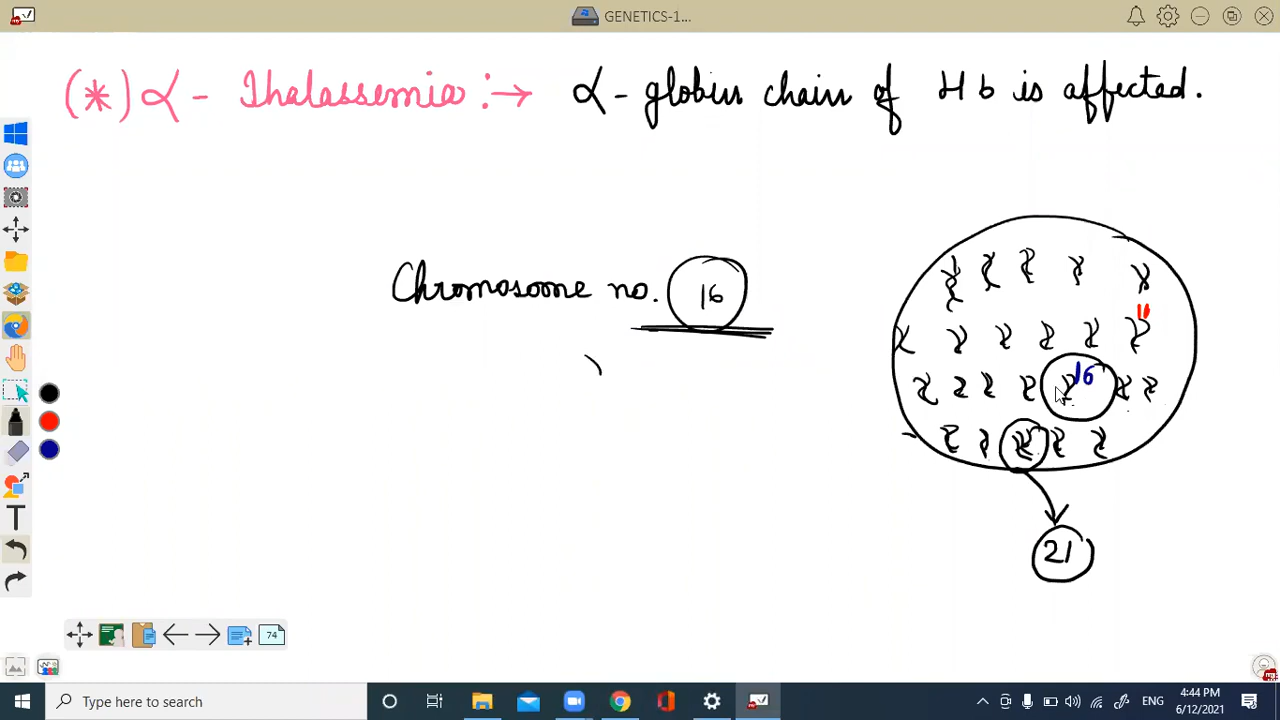 GENETICS-1...
(*) α - Thalassemia :→ α - globin chain of Hb is affected.
Chromosome no. 16
11
16
21
T
74
Type here to search
ENG
4:44 PM
6/12/2021